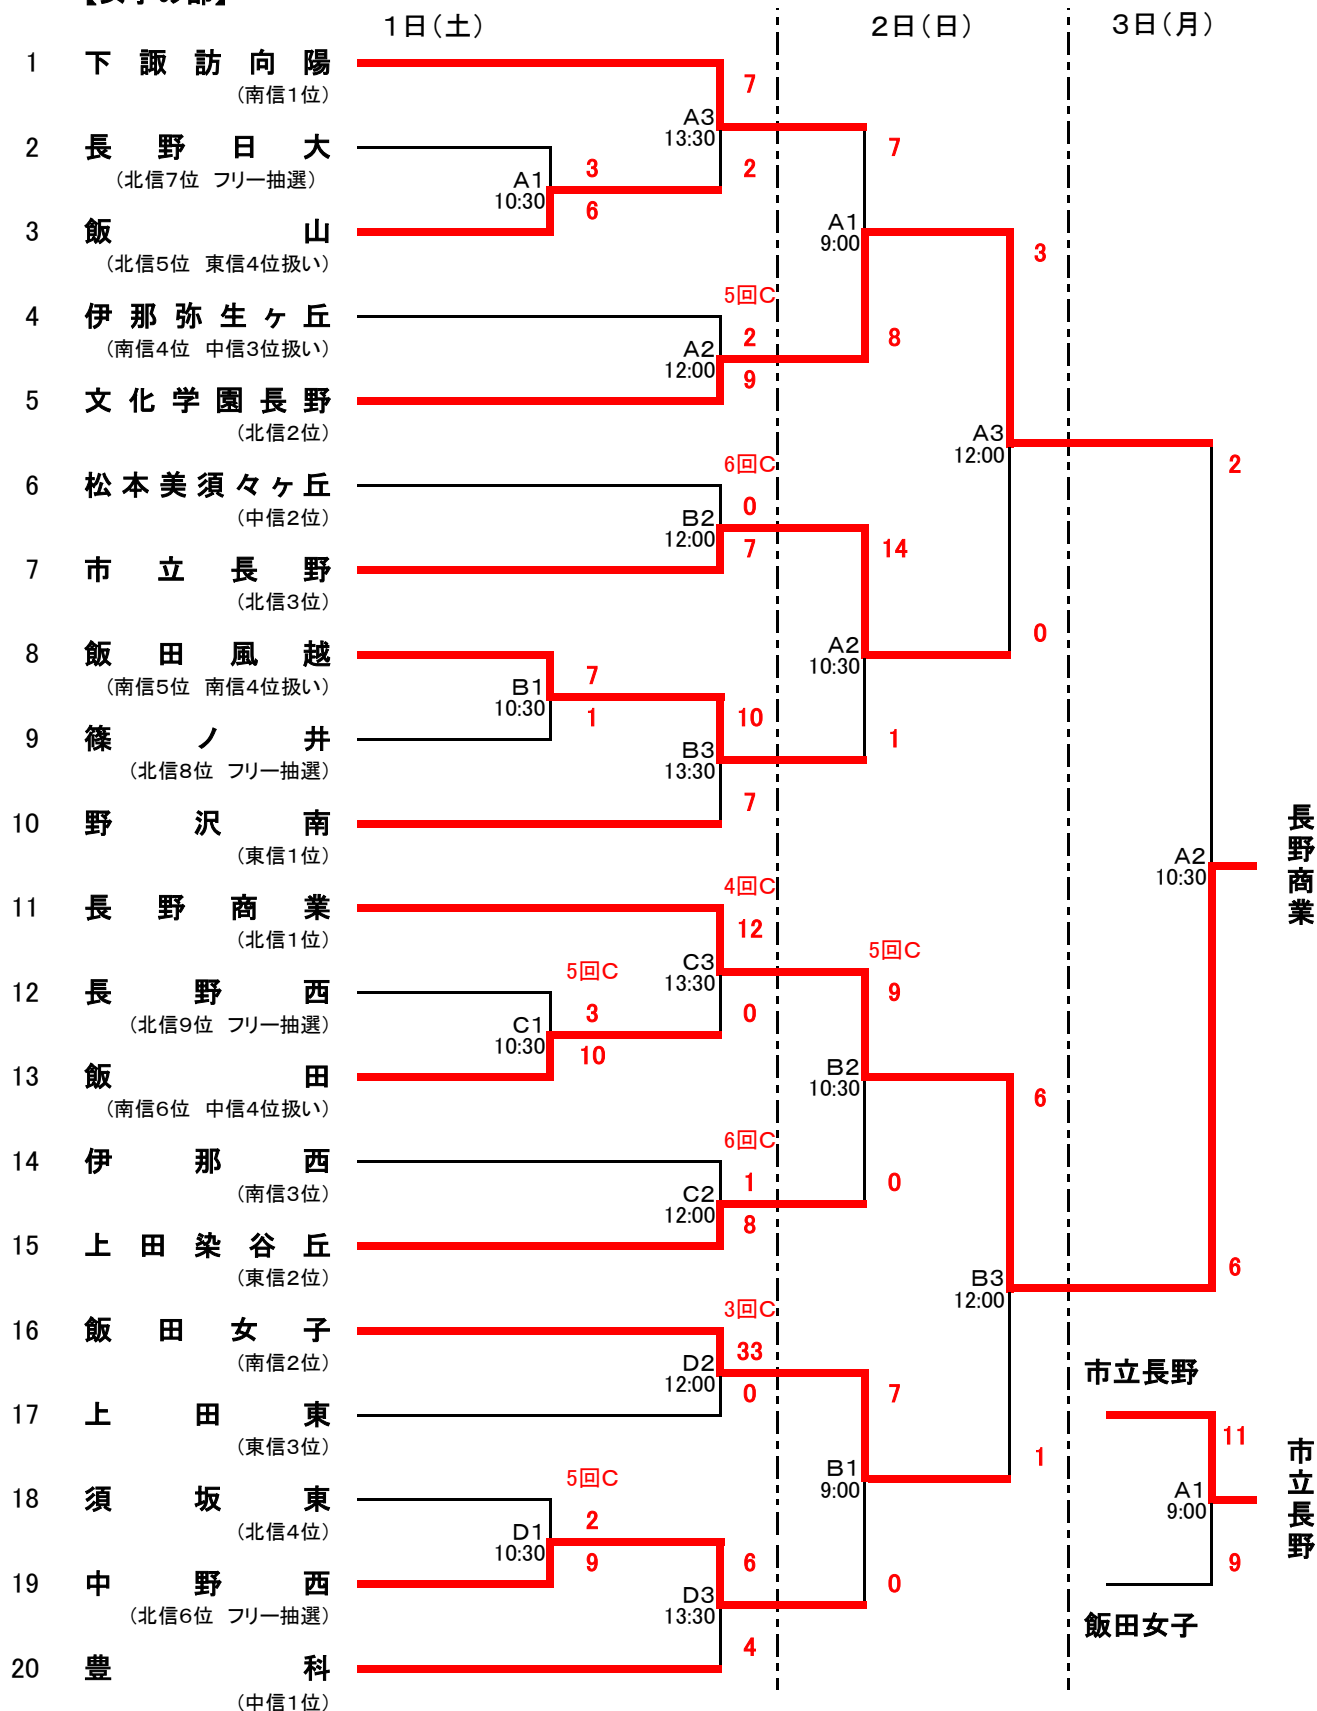 【女子の部】
1日(土)
2日(日)
3日(月)
1 下諏訪向陽
(南信1位)
7
A3
13:30
2 長野日大
(北信7位 フリー抽選)
3
2
7
A1
10:30
6
3 飯山
(北信5位 東信4位扱い)
A1
9:00
3
5回C
4 伊那弥生ヶ丘
(南信4位 中信3位扱い)
2
8
A2
12:00
9
5 文化学園長野
(北信2位)
A3
12:00
6回C
2
6 松本美須々ヶ丘
(中信2位)
0
B2
12:00
7
14
7 市立長野
(北信3位)
0
A2
10:30
8 飯田風越
(南信5位 南信4位扱い)
7
B1
10:30
1
10
9 篠ノ井
(北信8位 フリー抽選)
1
B3
13:30
7
10 野沢南
(東信1位)
A2
10:30
長野商業
4回C
11 長野商業
(北信1位)
12
5回C
C3
13:30
5回C
9
12 長野西
(北信9位 フリー抽選)
3
0
C1
10:30
10
B2
10:30
13 飯田
(南信6位 中信4位扱い)
6
6回C
14 伊那西
(南信3位)
1
0
C2
12:00
8
15 上田染谷丘
(東信2位)
6
B3
12:00
3回C
16 飯田女子
(南信2位)
33
D2
12:00
0
7
市立長野
17 上田東
(東信3位)
11
1
5回C
B1
9:00
18 須坂東
(北信4位)
2
A1
9:00
市立長野
D1
10:30
9
6
9
19 中野西
(北信6位 フリー抽選)
0
D3
13:30
飯田女子
4
20 豊科
(中信1位)